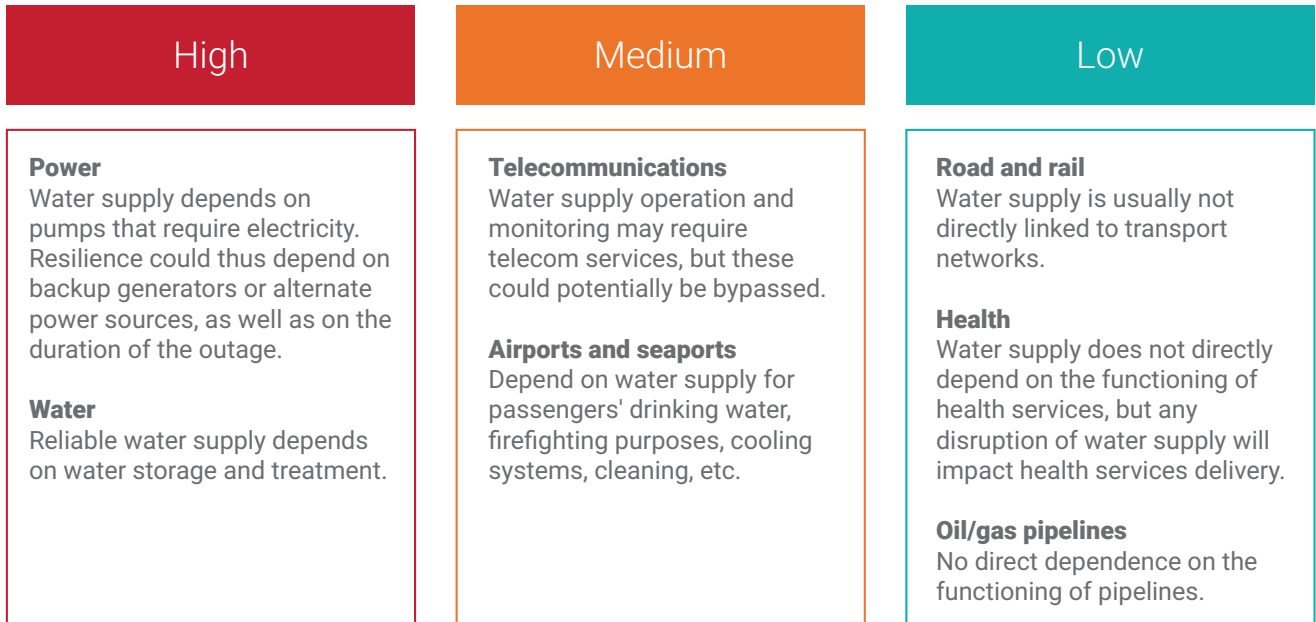 High
Power
Water supply depends on
pumps that require electricity.
Resilience could thus depend on
backup generators or alternate
power sources, as well as on the
duration of the outage.
Water
Reliable water supply depends
on water storage and treatment.
Medium
Telecommunications
Water supply operation and
monitoring may require
telecom services, but these
could potentially be bypassed.
Airports and seaports
Depend on water supply for
passengers' drinking water,
firefighting purposes, cooling
systems, cleaning, etc.
Low
Road and rail
Water supply is usually not
directly linked to transport
networks.
Health
Water supply does not directly
depend on the functioning of
health services, but any
disruption of water supply will
impact health services delivery.
Oil/gas pipelines
No direct dependence on the
functioning of pipelines.